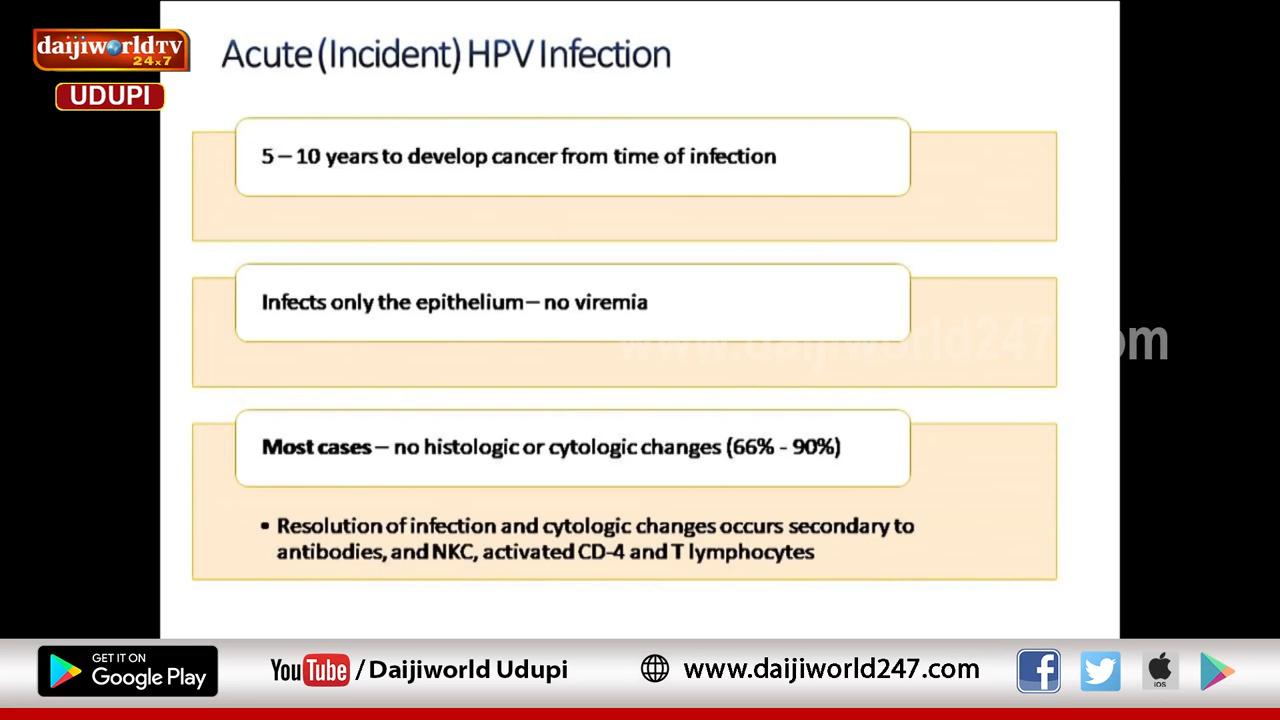 daijiworldTV
24x7
UDUPI
Acute (Incident) HPV Infection
5 – 10 years to develop cancer from time of infection
Infects only the epithelium – no viremia
www.daijiworld247.com
Most cases – no histologic or cytologic changes (66% - 90%)
• Resolution of infection and cytologic changes occurs secondary to
antibodies, and NKC, activated CD-4 and T lymphocytes
GET IT ON
Google Play
YouTube / Daijiworld Udupi
www.daijiworld247.com
f
iOS